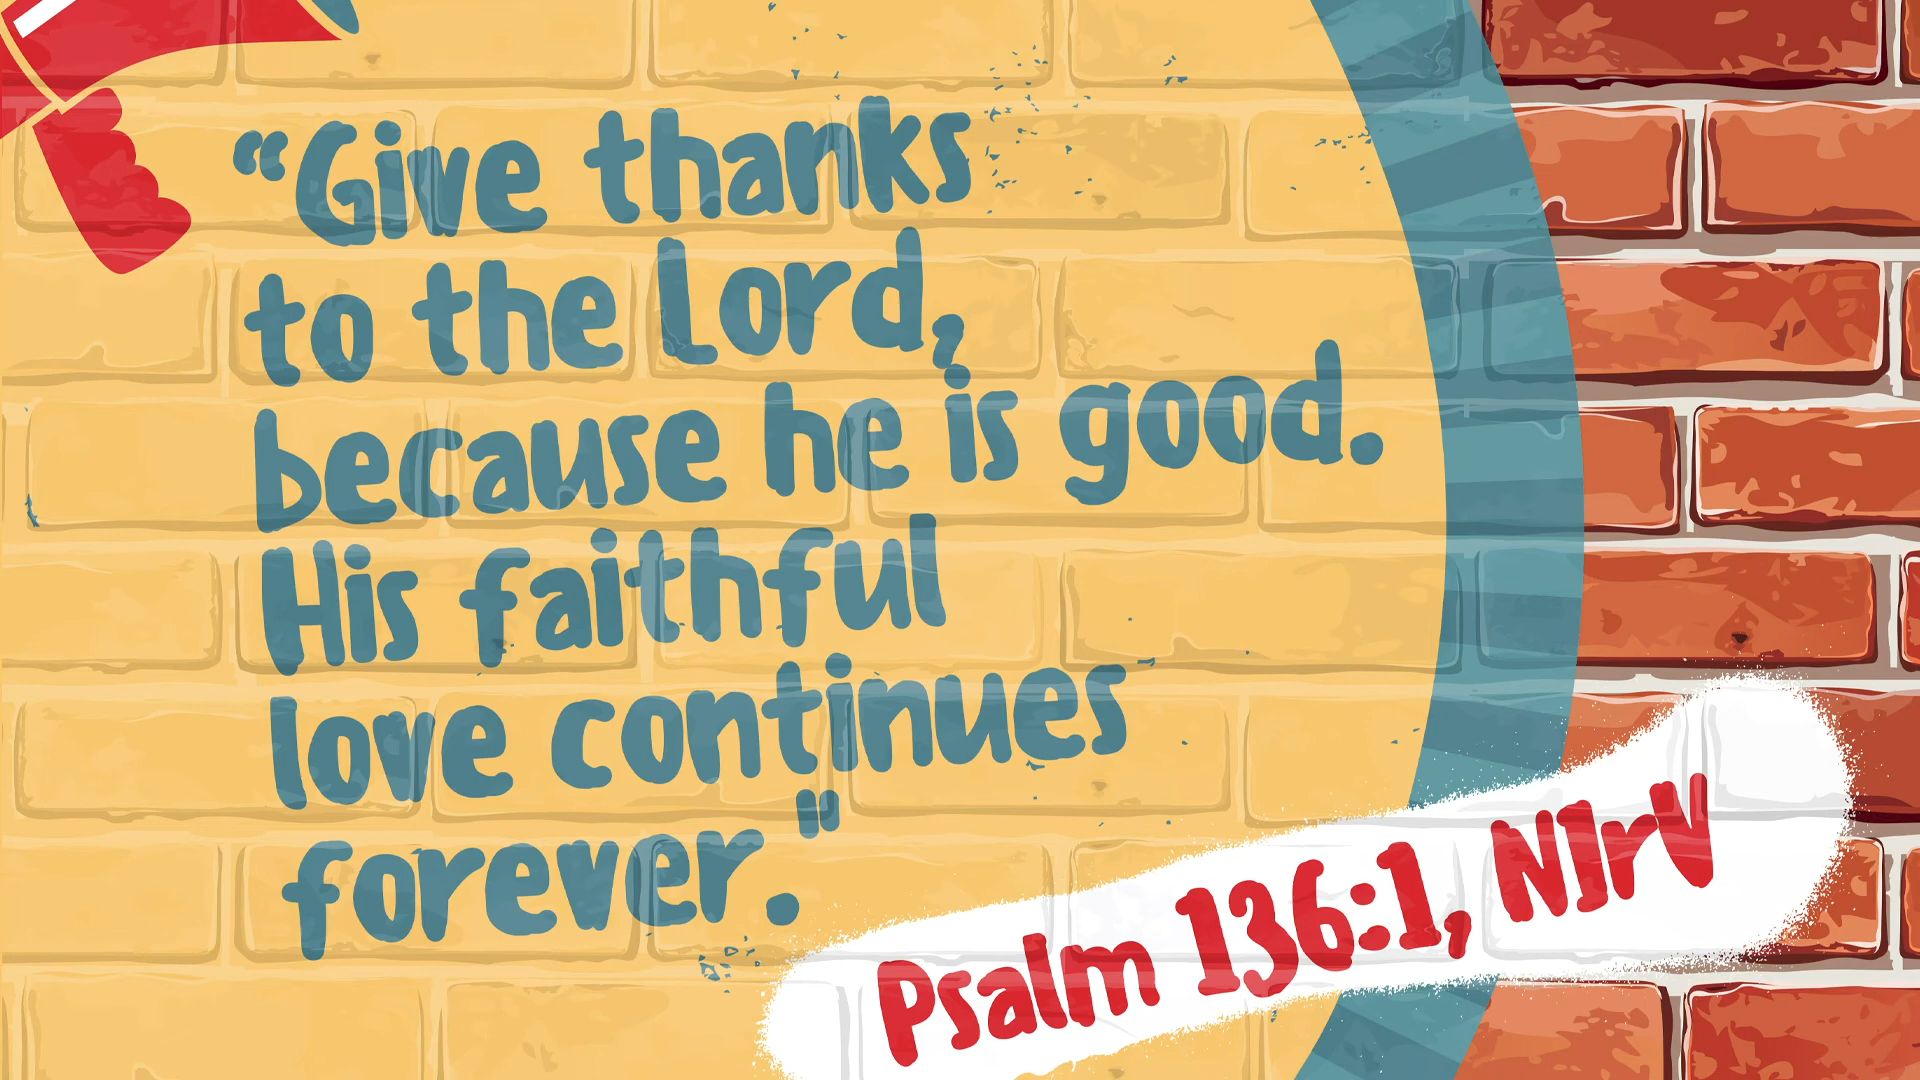 “Give thanks
to the Lord,
because he is good.
His faithful
love continues
forever."
Psalm 136:1, NIrV